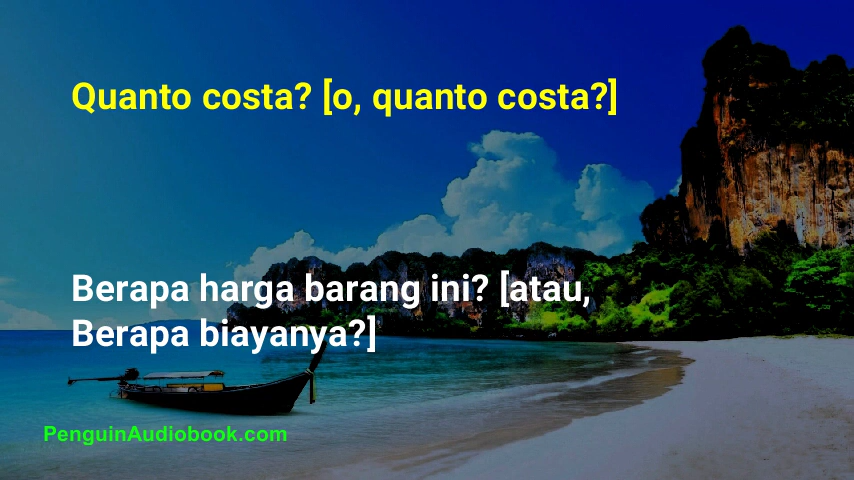 Quanto costa? [o, quanto costa?]
Berapa harga barang ini? [atau,
Berapa biayanya?]
PenguinAudiobook.com